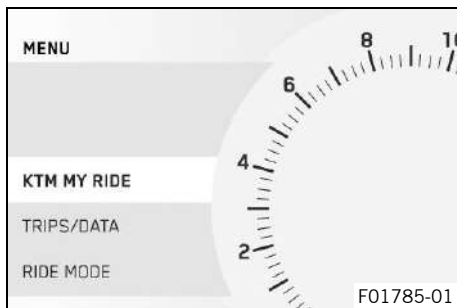 MENU
8
10
6
KTM MY RIDE
4
TRIPS/DATA
2
RIDE MODE
F01785-01